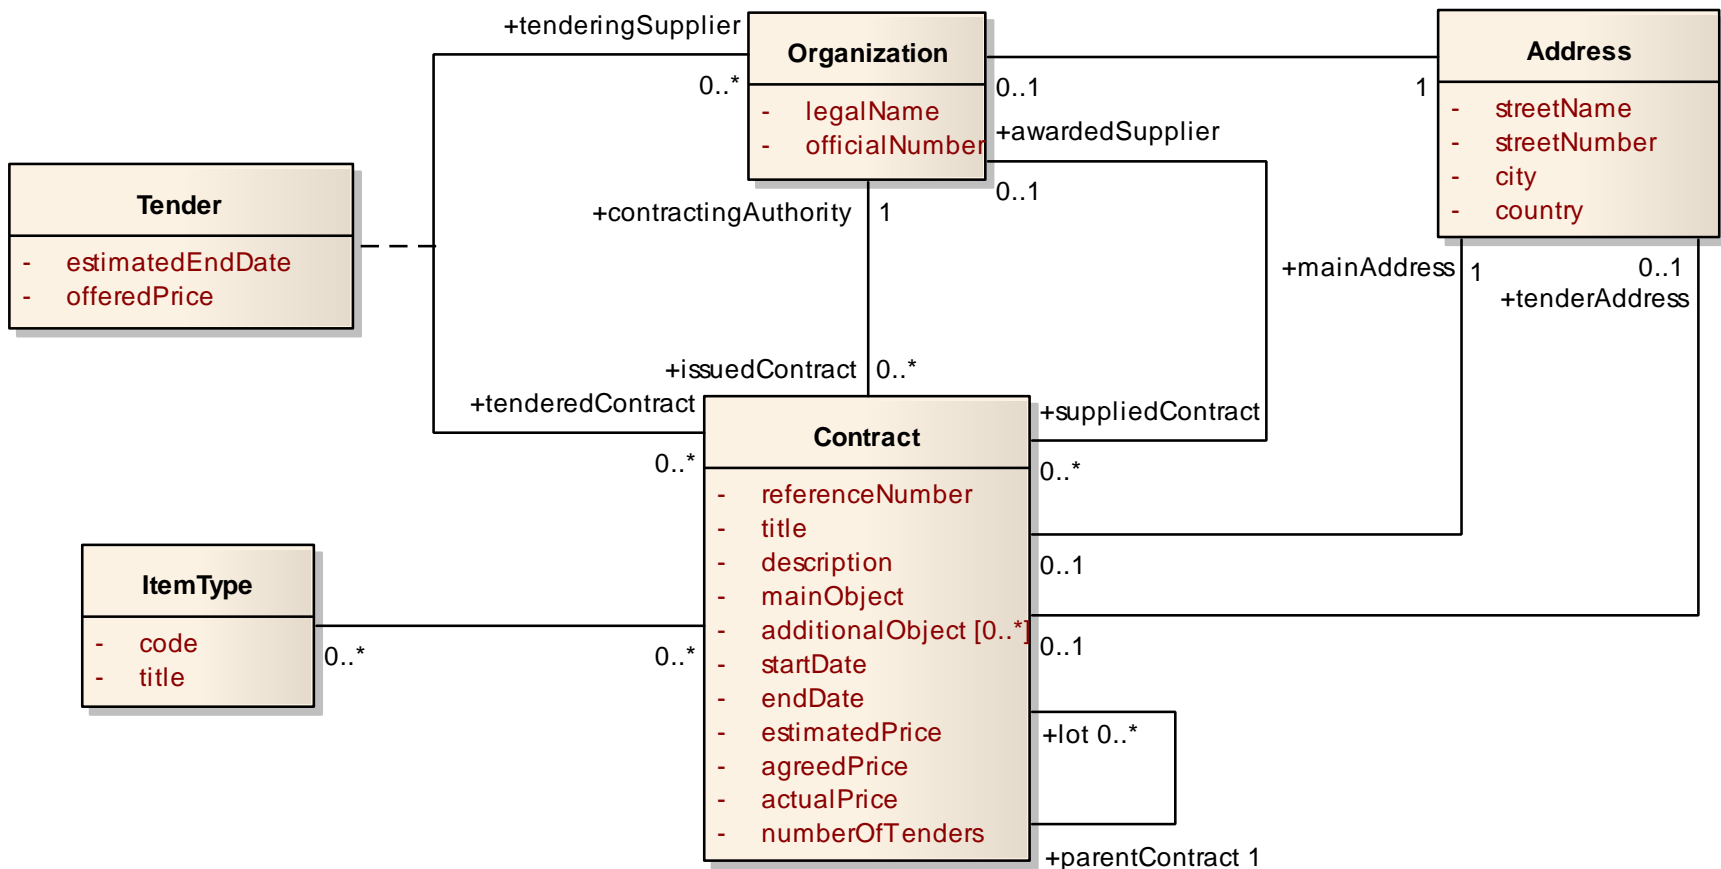 +tenderingSupplier
0..*
Organization
- legalName
- officialNumber
0..1
1
Address
- streetName
- streetNumber
- city
- country
+awardedSupplier
0..1
Tender
- estimatedEndDate
- offeredPrice
+contractingAuthority 1
+mainAddress 1
0..1
+tenderAddress
+issuedContract 0..*
+tenderedContract
0..*
+suppliedContract
0..*
Contract
- referenceNumber
- title
- description
- mainObject
- additionalObject [0..*]
- startDate
- endDate
- estimatedPrice
- agreedPrice
- actualPrice
- numberOfTenders
0..1
0..1
ItemType
- code
- title
0..*
0..*
+lot 0..*
+parentContract 1